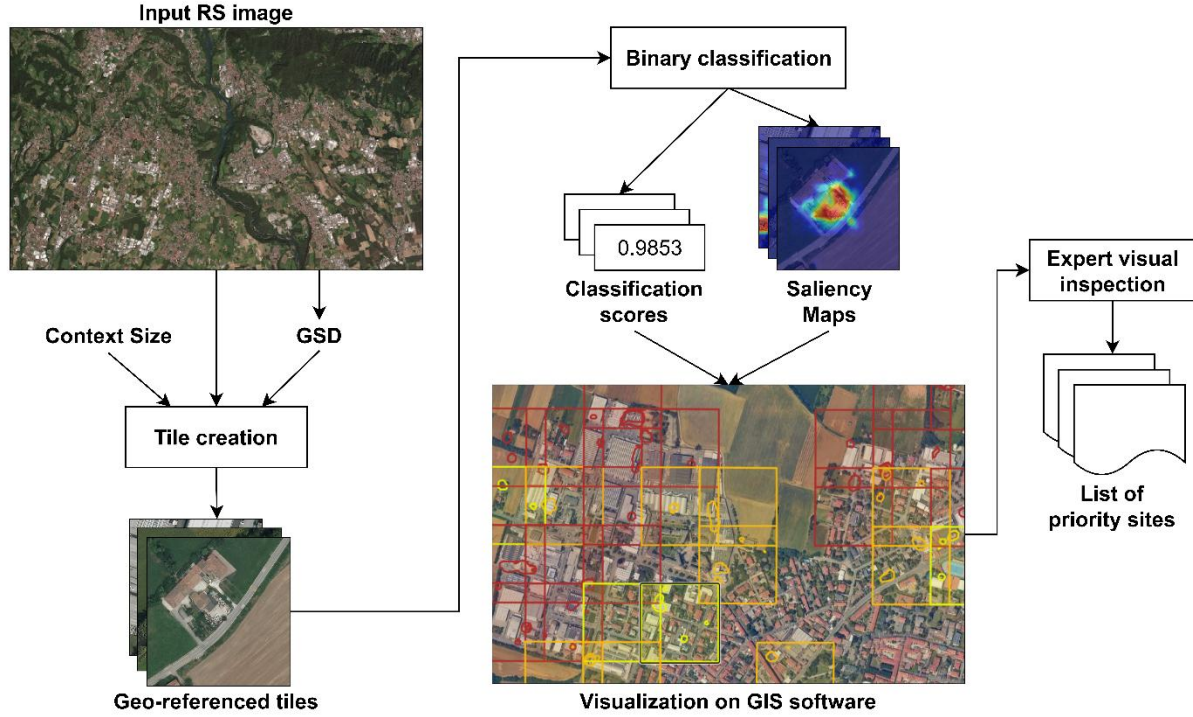 Input RS image
Context Size
GSD
Tile creation
Geo-referenced tiles
Binary classification
0.9853
Classification
scores
Saliency
Maps
Visualization on GIS software
Expert visual
inspection
List of
priority sites